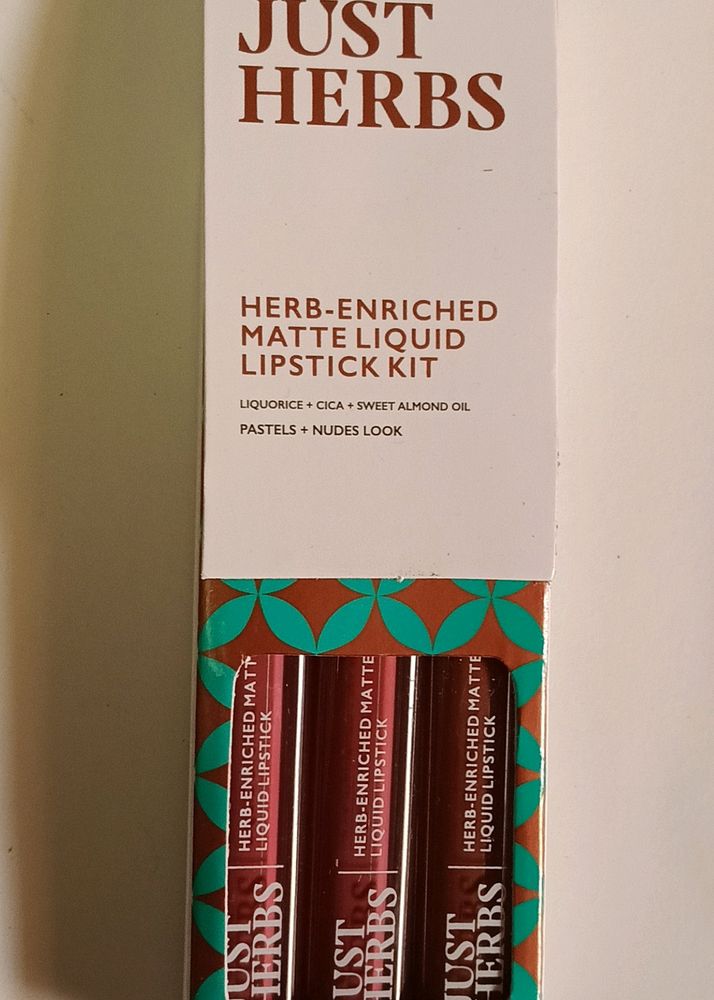 JUST
HERBS
HERB-ENRICHED
MATTE LIQUID
LIPSTICK KIT
LIQUORICE + CICA + SWEET ALMOND OIL
PASTELS + NUDES LOOK
HERB-ENRICHED MATTE
LIQUID LIPSTICK
JUST
HERBS
HERB-ENRICHED MATTE
LIQUID LIPSTICK
JUST
HERBS
HERB-ENRICHED MATTE
LIQUID LIPSTICK
JUST
HERBS